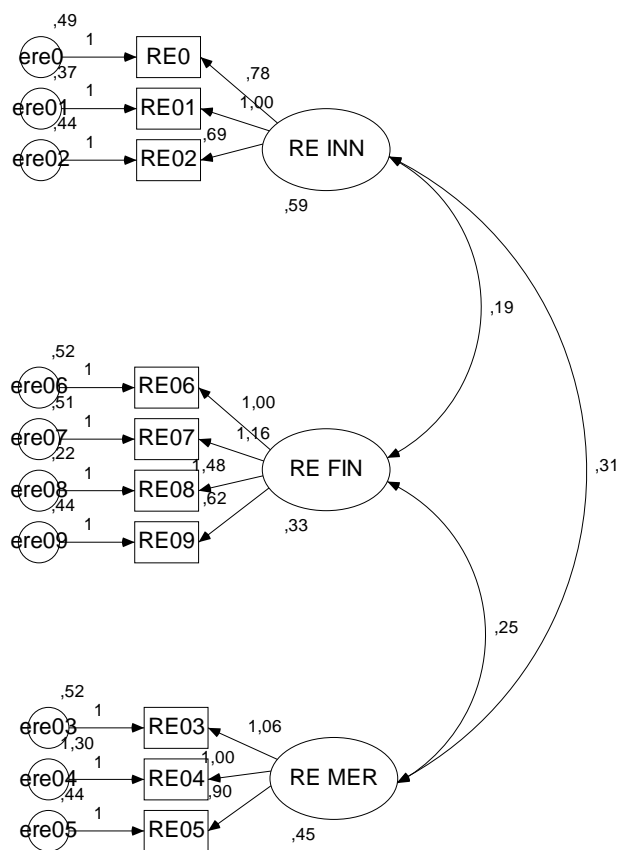 ,49
1
ere0
RE0
,78
,37
1
ere01
RE01
1,00
,44
1
ere02
RE02
,69
RE INN
,59
,19
,31
,52
1
ere06
RE06
1,00
,51
1
ere07
RE07
1,16
,22
1
ere08
RE08
1,48
,44
1
ere09
RE09
,62
RE FIN
,33
,25
,52
1
ere03
RE03
1,06
1,30
1
ere04
RE04
1,00
,44
1
ere05
RE05
,90
RE MER
,45